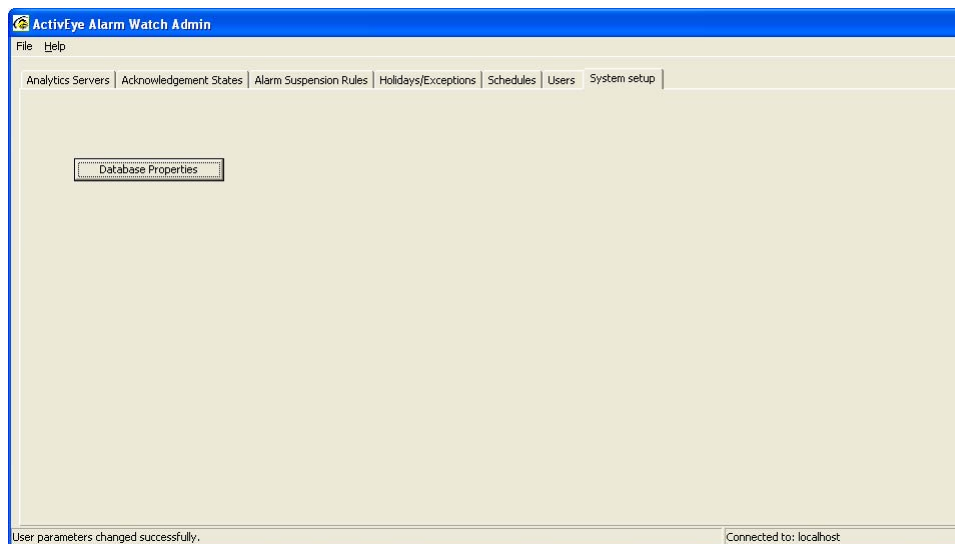 ActivEye Alarm Watch Admin
File Help
Analytics Servers Acknowledgement States Alarm Suspension Rules Holidays/Exceptions Schedules Users System setup
Database Properties
User parameters changed successfully. Connected to: localhost